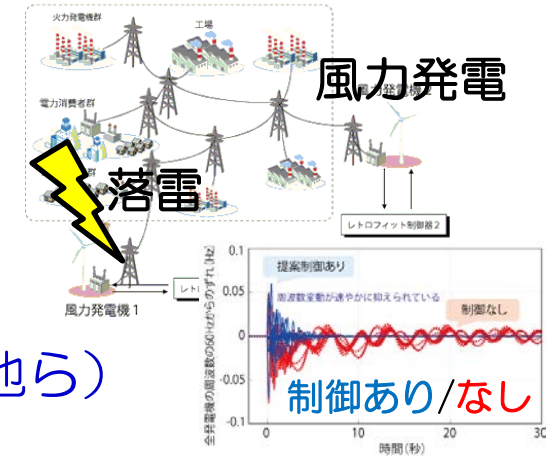 火力発電機群
工場
風力発電
電力消費者群
群
落雷
レトロフィット制御器2
風力発電機1
池ら）
全発電機の周波数の60Hzからのずれ(Hz)
0.1
0.05
0
-0.05
-0.1
提案制御あり
周波数変動が速やかに抑えられている
制御なし
制御あり/なし
0
10
20
30
時間(秒)